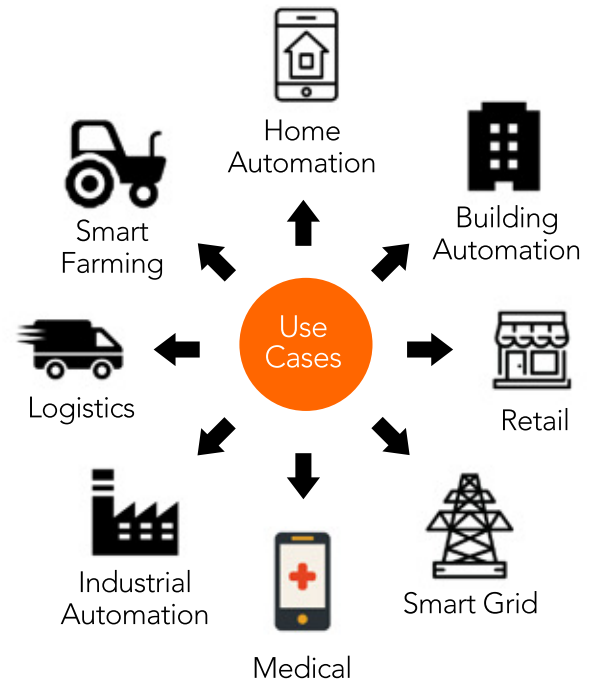 Home
Automation
Smart
Farming
Building
Automation
Use
Cases
Logistics
Retail
Industrial
Automation
Smart Grid
Medical